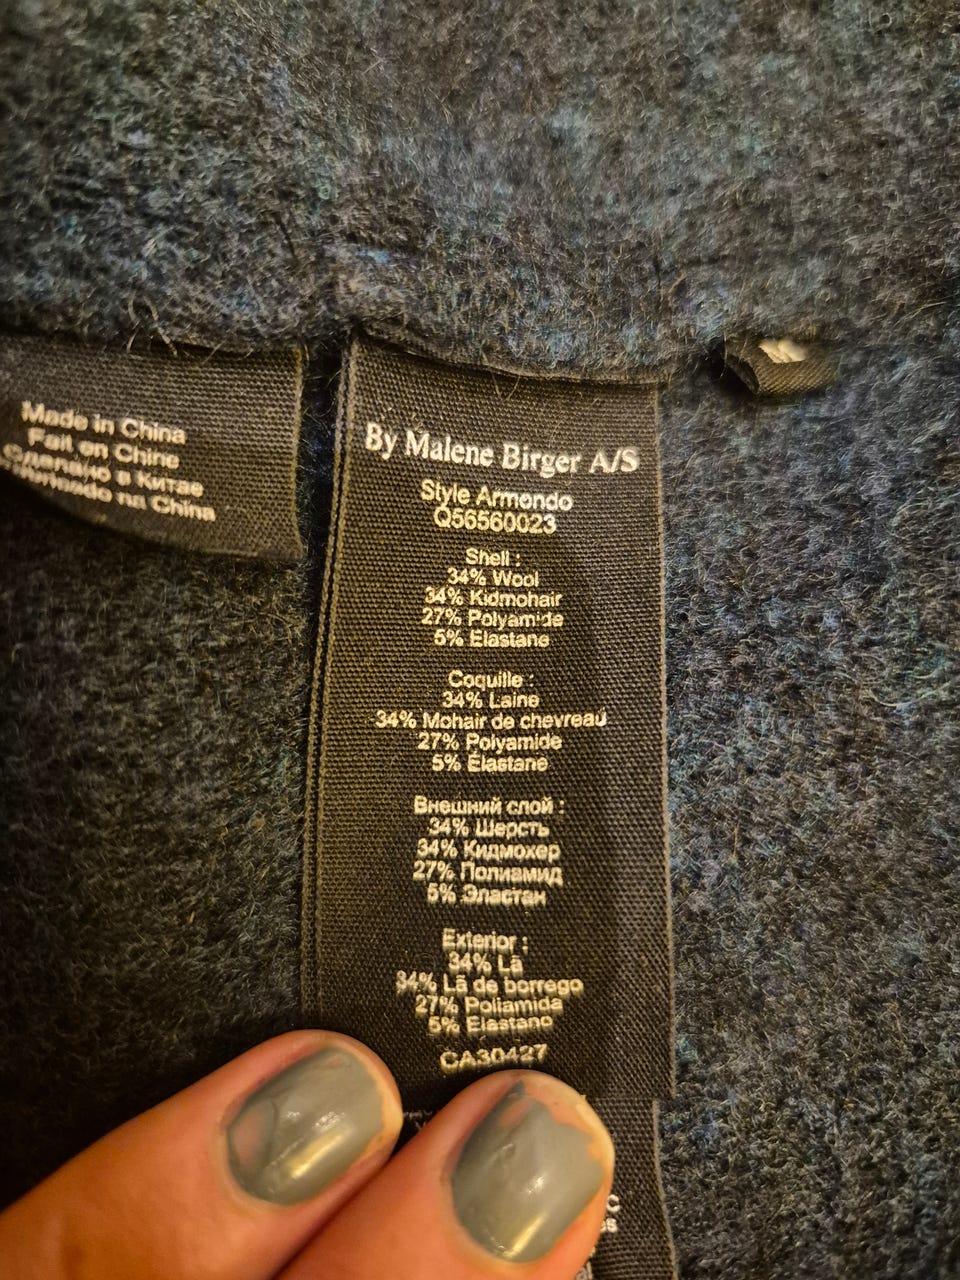 Made in China
Fait en Chine
Сделано в Китае
na China
By Malene Birger A/S
Style Armondo
Q56560023
Shell :
34% Wool
34% Kidmohair
27% Polyamide
5% Elastane
Coquille :
34% Laine
34% Mohair de chevreau
27% Polyamide
5% Elastane
Внешний слой :
34% Шерсть
34% Кидмохер
27% Полиамид
5% Эластан
Exterior :
34% Lã
34% Lã de borrego
27% Poliamida
5% Elastano
CA30427